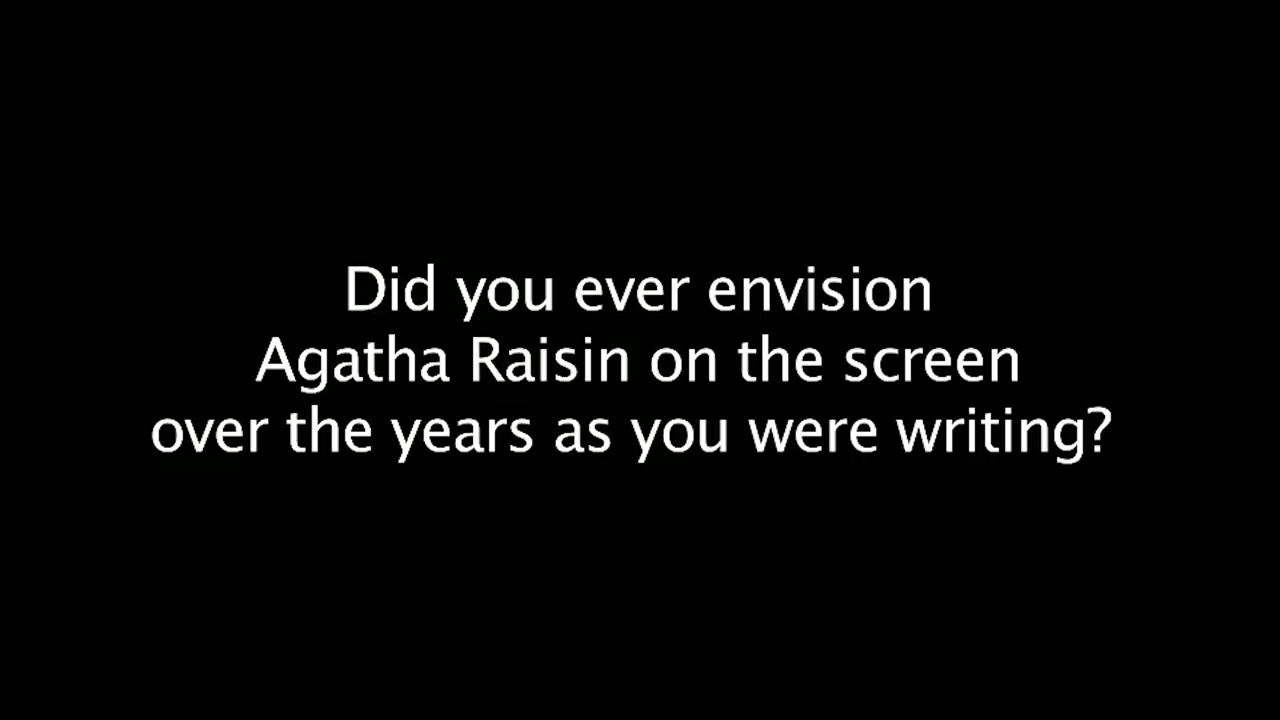 Did you ever envision
Agatha Raisin on the screen
over the years as you were writing?